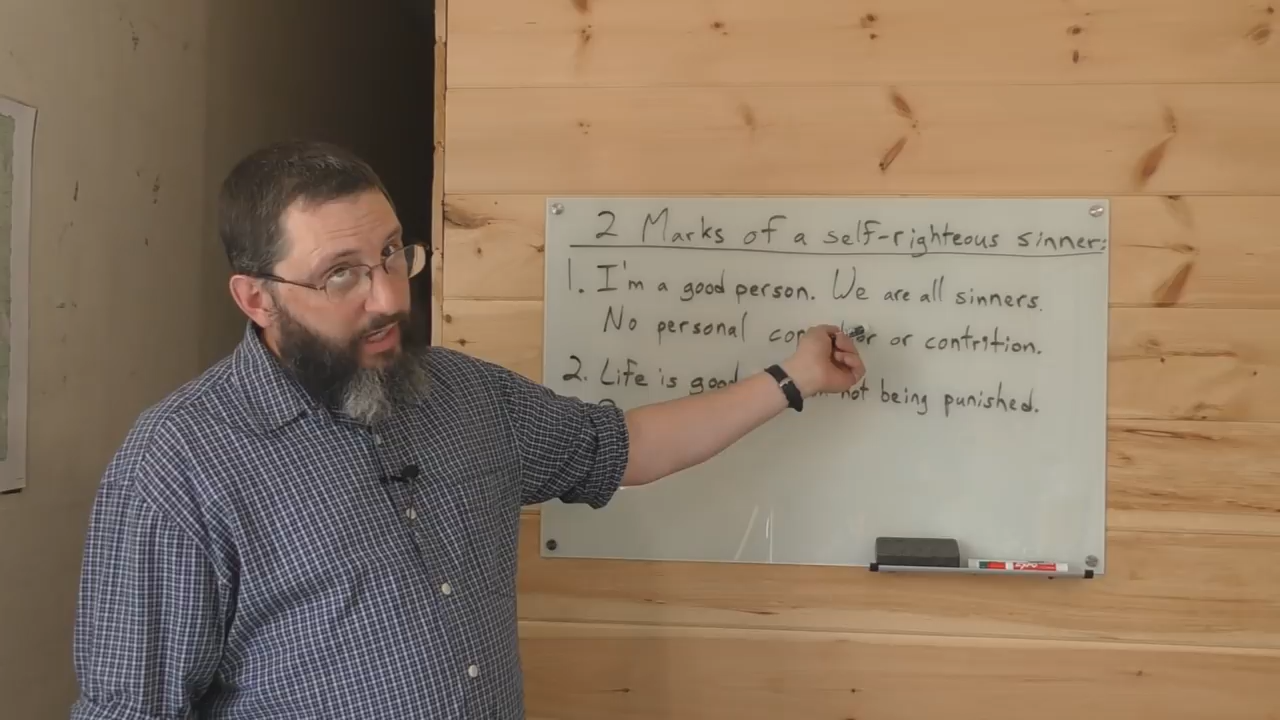 2 Marks of a self-righteous sinner:
1. I'm a good person. We are all sinners.
No personal or contrition.
2. Life is good
not being punished.
expo